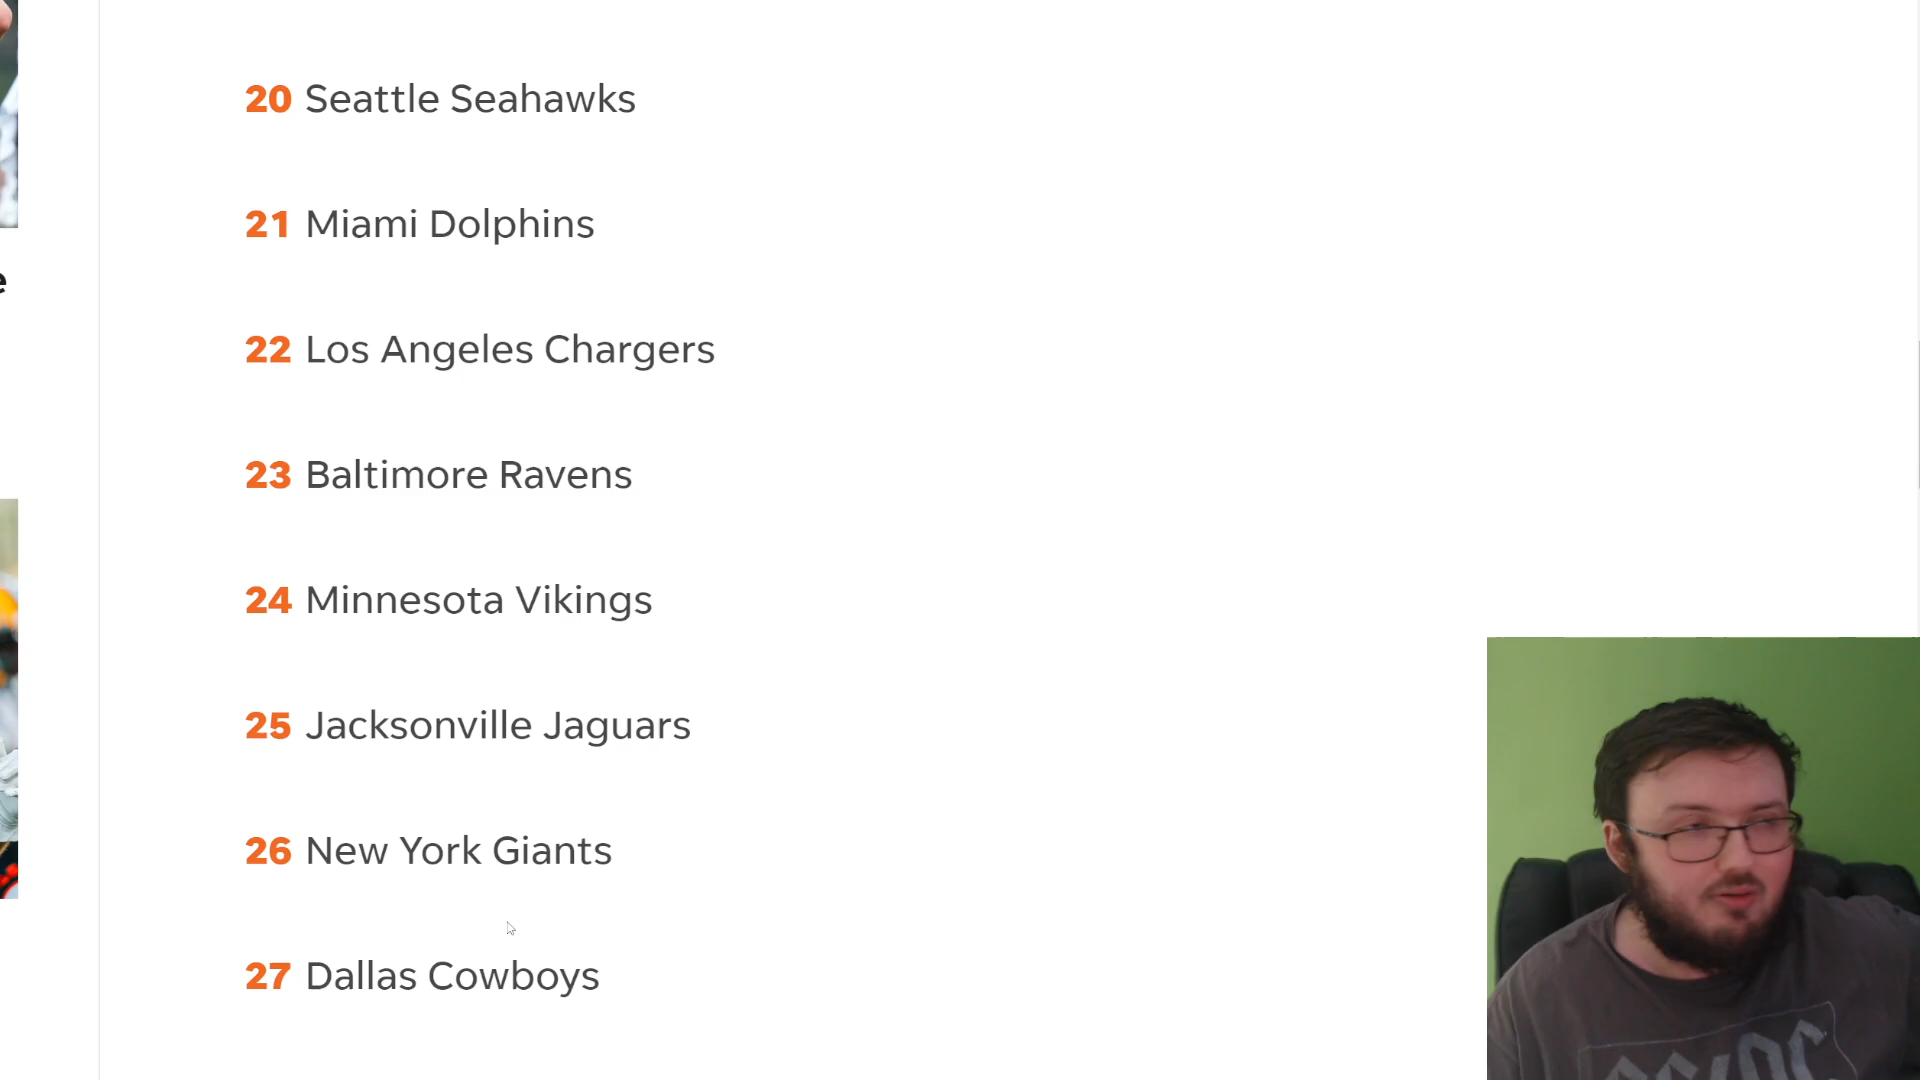 20 Seattle Seahawks
21 Miami Dolphins
e
22 Los Angeles Chargers
23 Baltimore Ravens
24 Minnesota Vikings
25 Jacksonville Jaguars
26 New York Giants
27 Dallas Cowboys